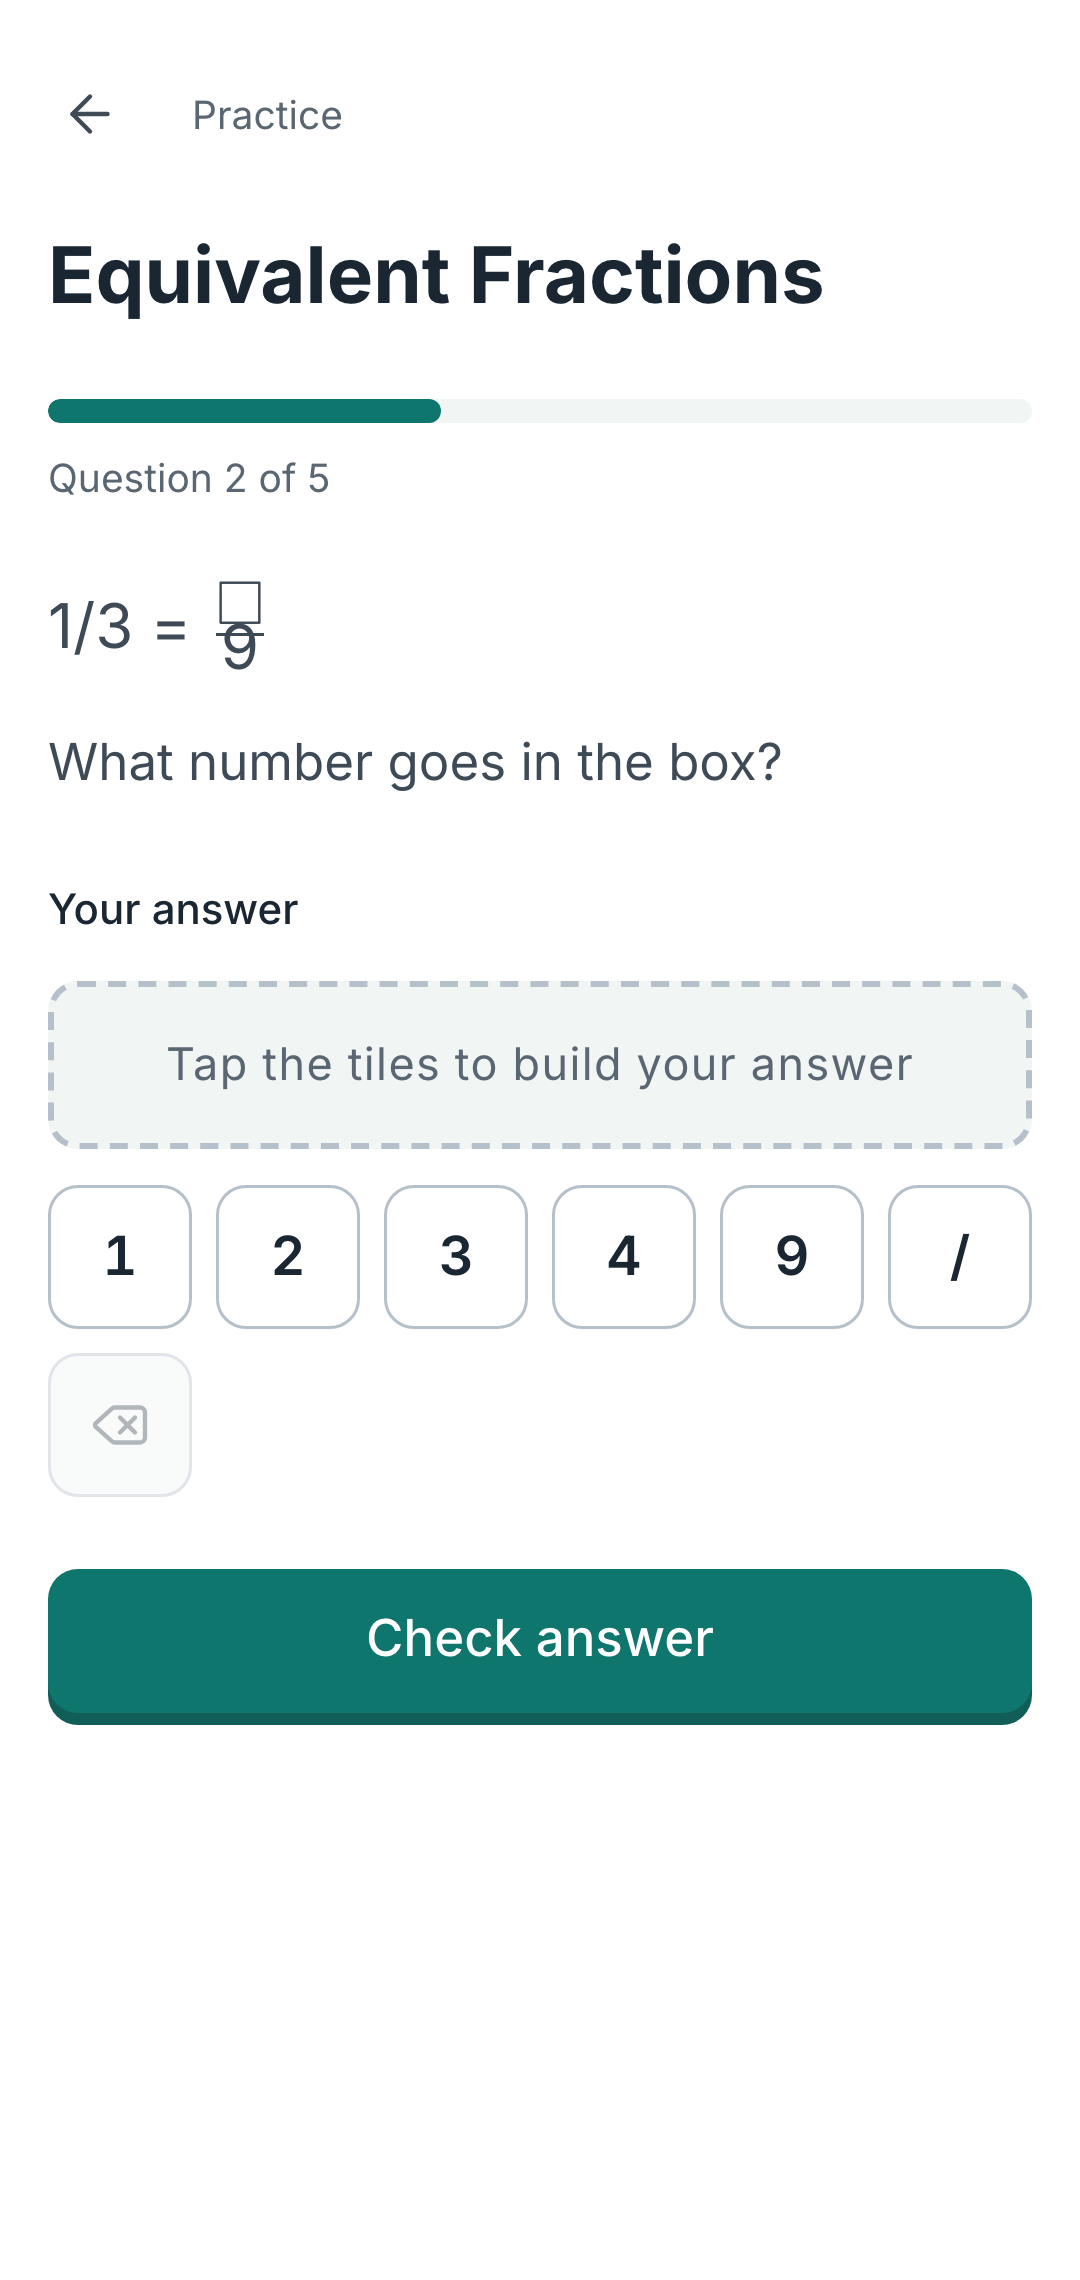 Practice
Equivalent Fractions
Question 2 of 5
1/3 = □/9
What number goes in the box?
Your answer
Tap the tiles to build your answer
1 2 3 4 9 /
Check answer